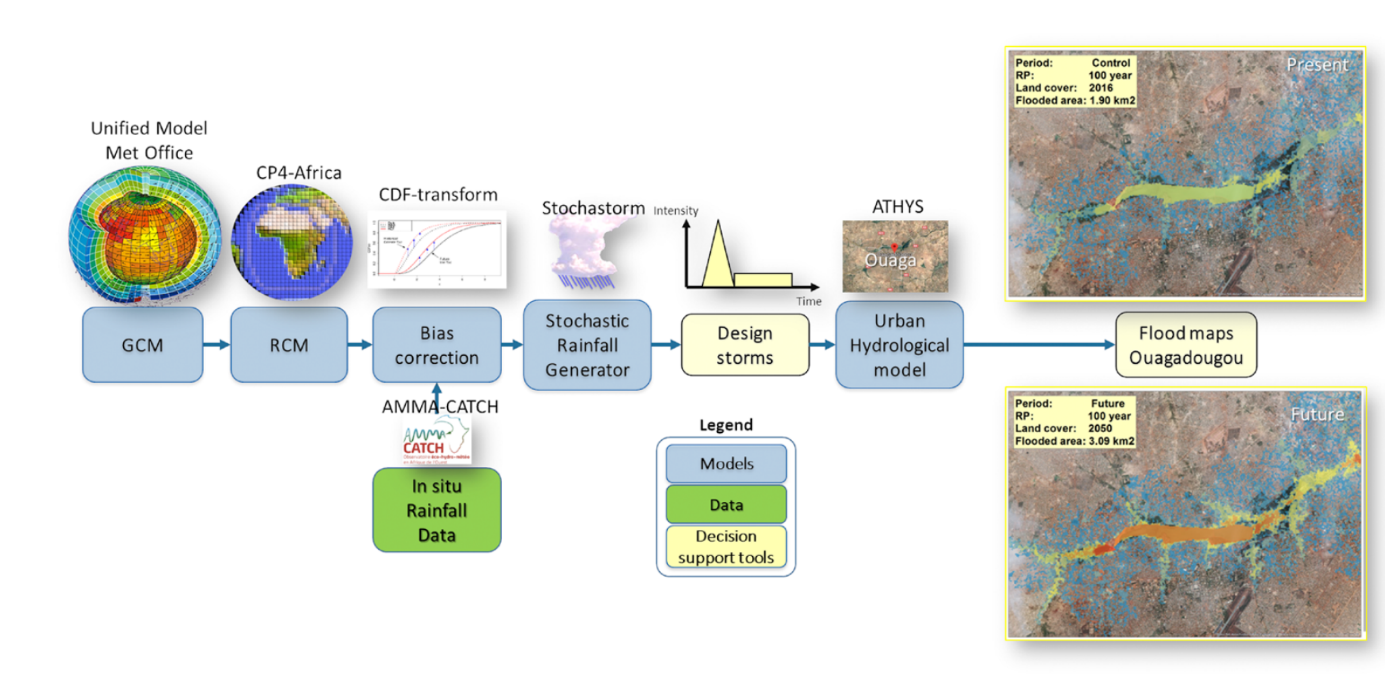 Unified Model
Met Office
CP4-Africa
CDF-transform
Stochastorm
Intensity
Time
ATHYS
Ouaga
GCM
RCM
Bias
correction
Stochastic
Rainfall
Generator
Design
storms
Urban
Hydrological
model
Flood maps
Ouagadougou
AMMA-CATCH
AMMA
CATCH
In situ
Rainfall
Data
Legend
Models
Data
Decision
support tools
Period: Control
RP: 100 year
Land cover: 2016
Flooded area: 1.90 km2
Present
Period: Future
RP: 100 year
Land cover: 2050
Flooded area: 3.09 km2
Future